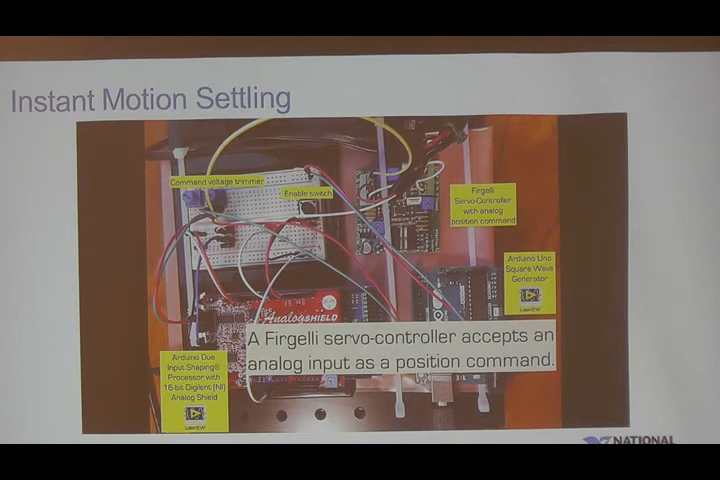 Instant Motion Settling
Command voltage trimmer
Enable switch
Firgelli
Servo-Controller
with analog
position command
Arduino Uno
Square Wave
Generator
LabVIEW
AnalogSHIELD
A Firgelli servo-controller accepts an
analog input as a position command.
Arduino Due
Input Shaping®
Processor with
16-bit Digilent (NI)
Analog Shield
LabVIEW
NATIONAL